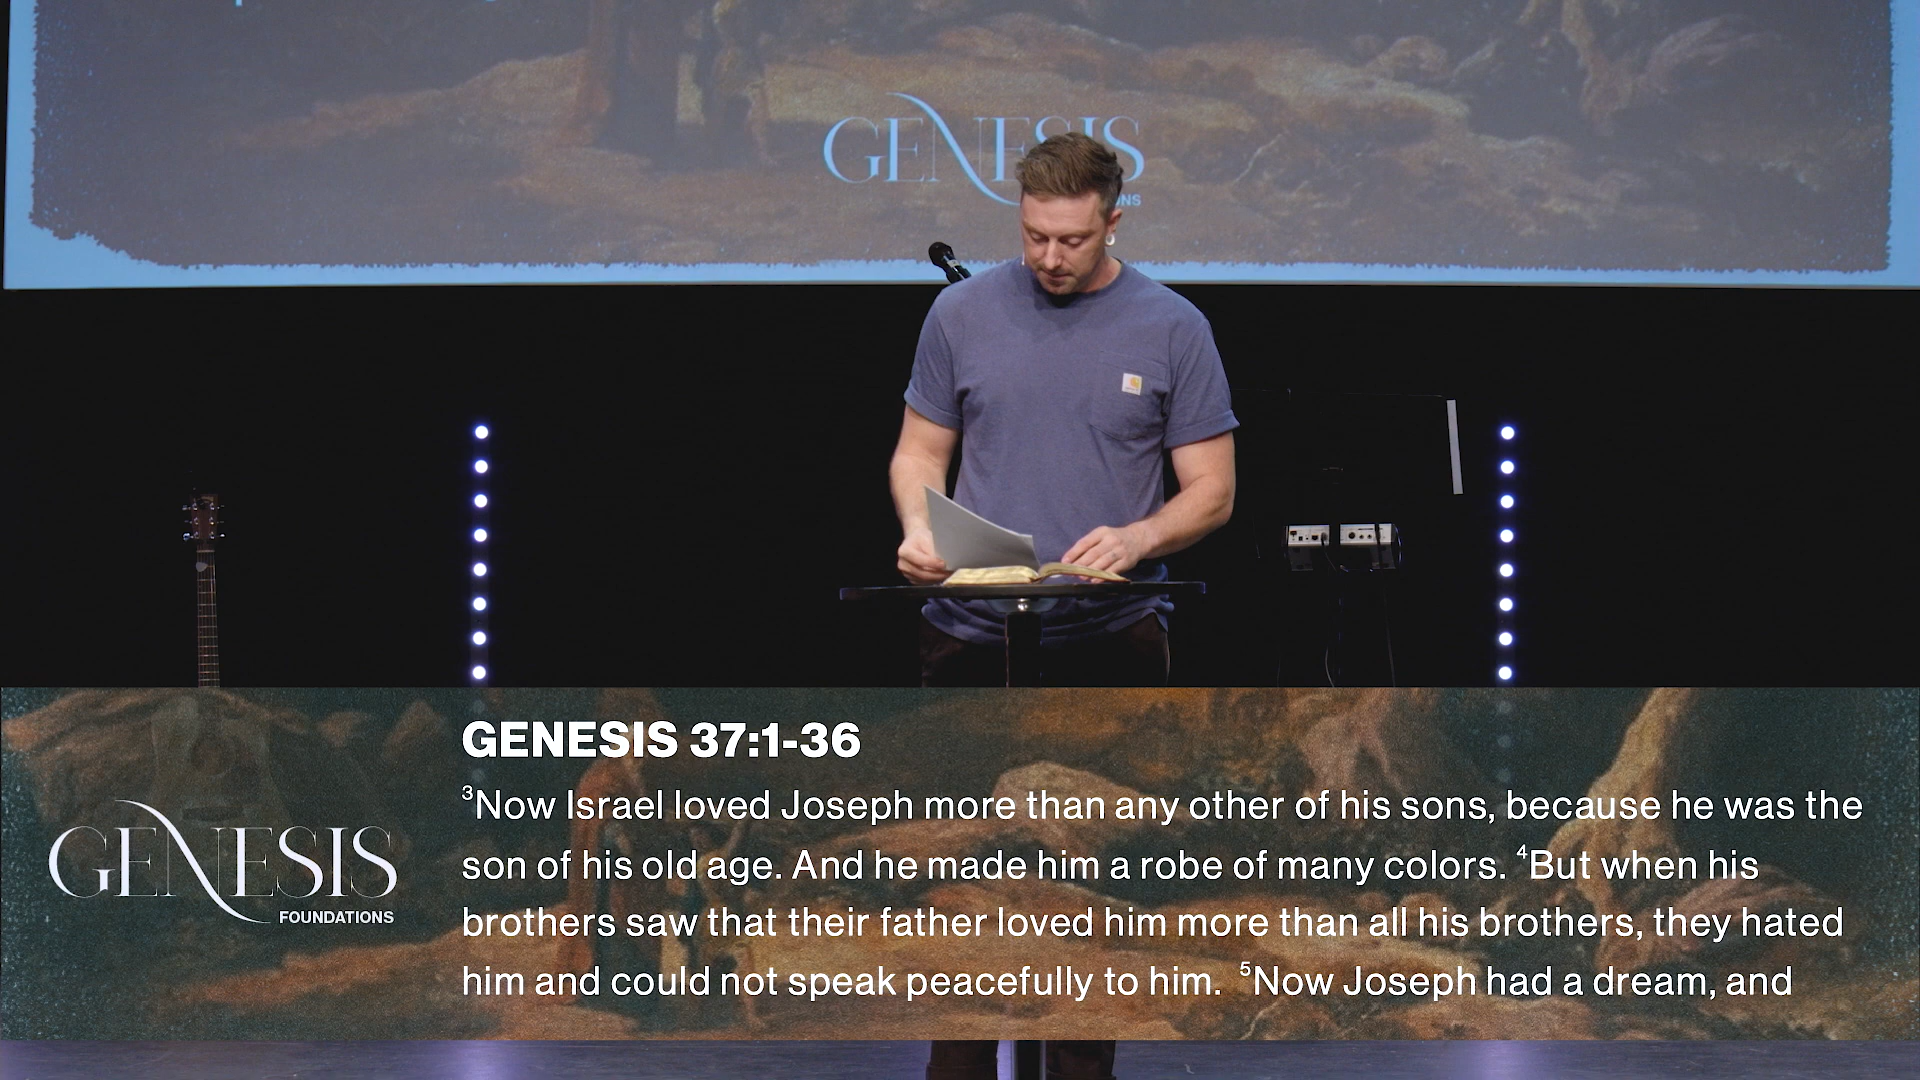 GENESIS
GENESIS 37:1-36
³Now Israel loved Joseph more than any other of his sons, because he was the
son of his old age. And he made him a robe of many colors. ⁴But when his
brothers saw that their father loved him more than all his brothers, they hated
him and could not speak peacefully to him. ⁵Now Joseph had a dream, and
GENESIS
FOUNDATIONS